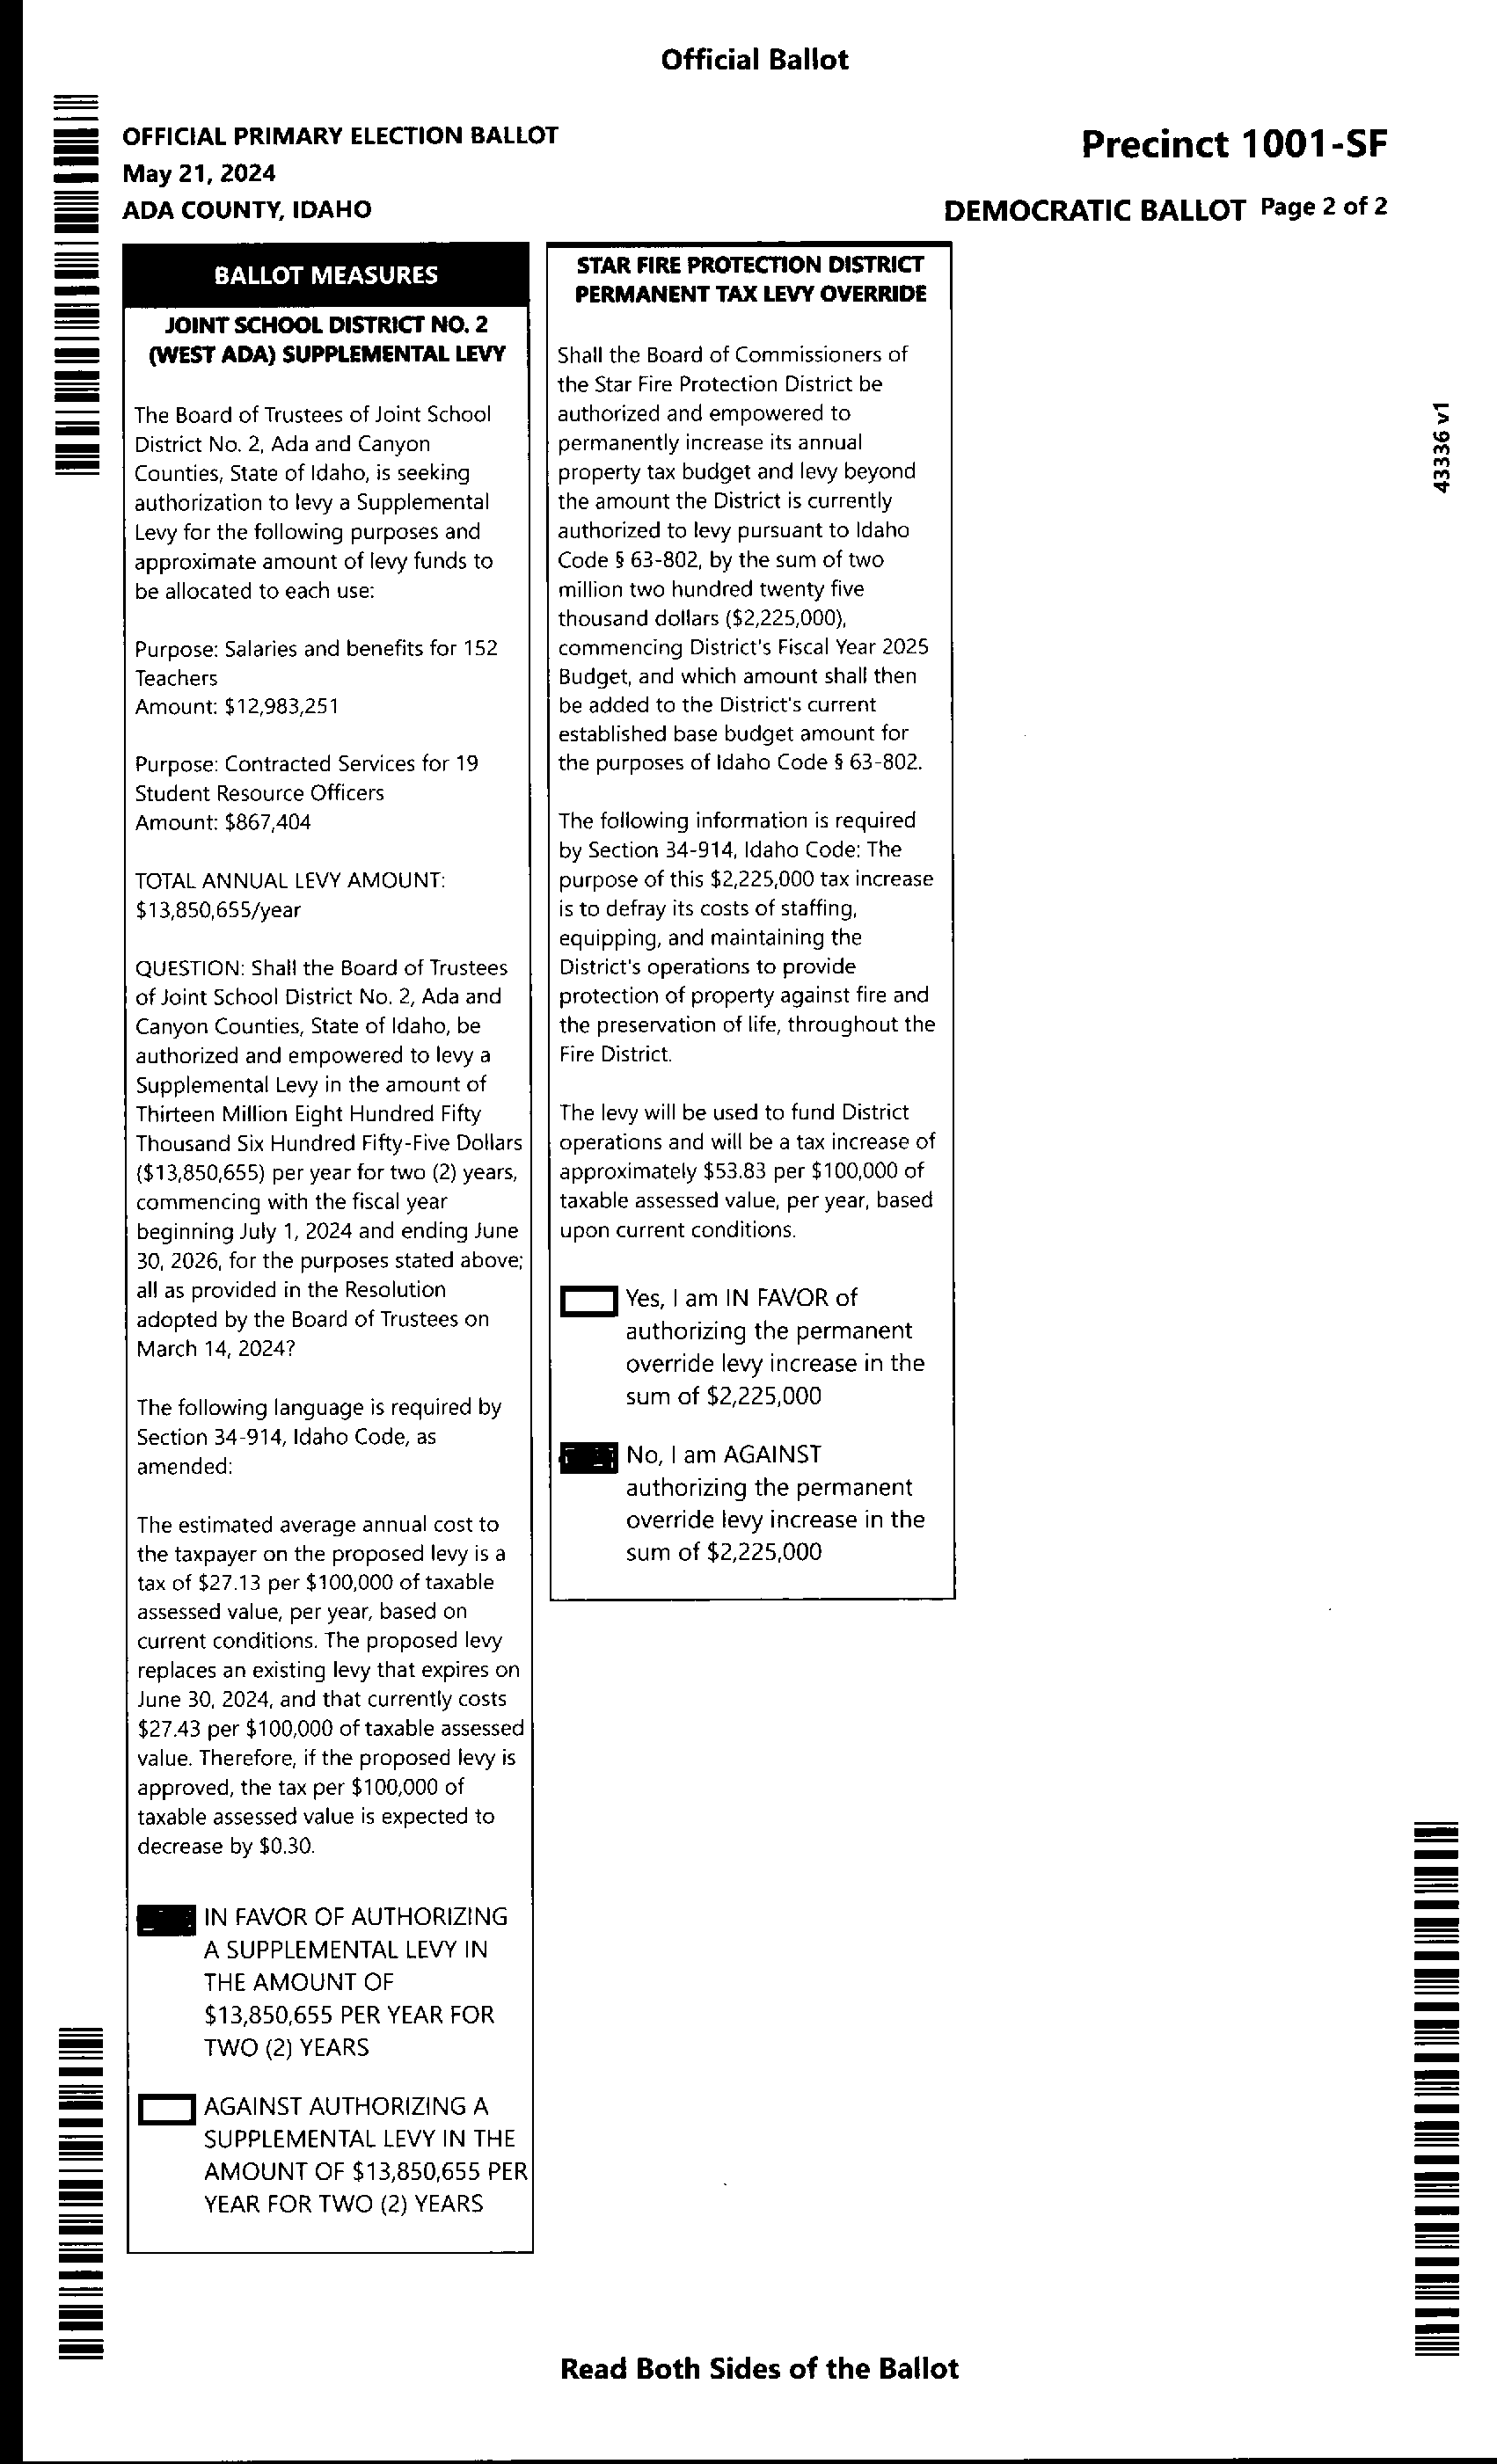 Official Ballot
OFFICIAL PRIMARY ELECTION BALLOT
May 21, 2024
ADA COUNTY, IDAHO
Precinct 1001-SF
DEMOCRATIC BALLOT Page 2 of 2
BALLOT MEASURES
JOINT SCHOOL DISTRICT NO. 2
(WEST ADA) SUPPLEMENTAL LEVY
The Board of Trustees of Joint School
District No. 2, Ada and Canyon
Counties, State of Idaho, is seeking
authorization to levy a Supplemental
Levy for the following purposes and
approximate amount of levy funds to
be allocated to each use:
Purpose: Salaries and benefits for 152
Teachers
Amount: $12,983,251
Purpose: Contracted Services for 19
Student Resource Officers
Amount: $867,404
TOTAL ANNUAL LEVY AMOUNT:
$13,850,655/year
QUESTION: Shall the Board of Trustees
of Joint School District No. 2, Ada and
Canyon Counties, State of Idaho, be
authorized and empowered to levy a
Supplemental Levy in the amount of
Thirteen Million Eight Hundred Fifty
Thousand Six Hundred Fifty-Five Dollars
($13,850,655) per year for two (2) years,
commencing with the fiscal year
beginning July 1, 2024 and ending June
30, 2026, for the purposes stated above;
all as provided in the Resolution
adopted by the Board of Trustees on
March 14, 2024?
The following language is required by
Section 34-914, Idaho Code, as
amended:
The estimated average annual cost to
the taxpayer on the proposed levy is a
tax of $27.13 per $100,000 of taxable
assessed value, per year, based on
current conditions. The proposed levy
replaces an existing levy that expires on
June 30, 2024, and that currently costs
$27.43 per $100,000 of taxable assessed
value. Therefore, if the proposed levy is
approved, the tax per $100,000 of
taxable assessed value is expected to
decrease by $0.30.
IN FAVOR OF AUTHORIZING
A SUPPLEMENTAL LEVY IN
THE AMOUNT OF
$13,850,655 PER YEAR FOR
TWO (2) YEARS
AGAINST AUTHORIZING A
SUPPLEMENTAL LEVY IN THE
AMOUNT OF $13,850,655 PER
YEAR FOR TWO (2) YEARS
STAR FIRE PROTECTION DISTRICT
PERMANENT TAX LEVY OVERRIDE
Shall the Board of Commissioners of
the Star Fire Protection District be
authorized and empowered to
permanently increase its annual
property tax budget and levy beyond
the amount the District is currently
authorized to levy pursuant to Idaho
Code § 63-802, by the sum of two
million two hundred twenty five
thousand dollars ($2,225,000),
commencing District's Fiscal Year 2025
Budget, and which amount shall then
be added to the District's current
established base budget amount for
the purposes of Idaho Code § 63-802.
The following information is required
by Section 34-914, Idaho Code: The
purpose of this $2,225,000 tax increase
is to defray its costs of staffing,
equipping, and maintaining the
District's operations to provide
protection of property against fire and
the preservation of life, throughout the
Fire District.
The levy will be used to fund District
operations and will be a tax increase of
approximately $53.83 per $100,000 of
taxable assessed value, per year, based
upon current conditions.
Yes, I am IN FAVOR of
authorizing the permanent
override levy increase in the
sum of $2,225,000
No, I am AGAINST
authorizing the permanent
override levy increase in the
sum of $2,225,000
43336 v1
Read Both Sides of the Ballot